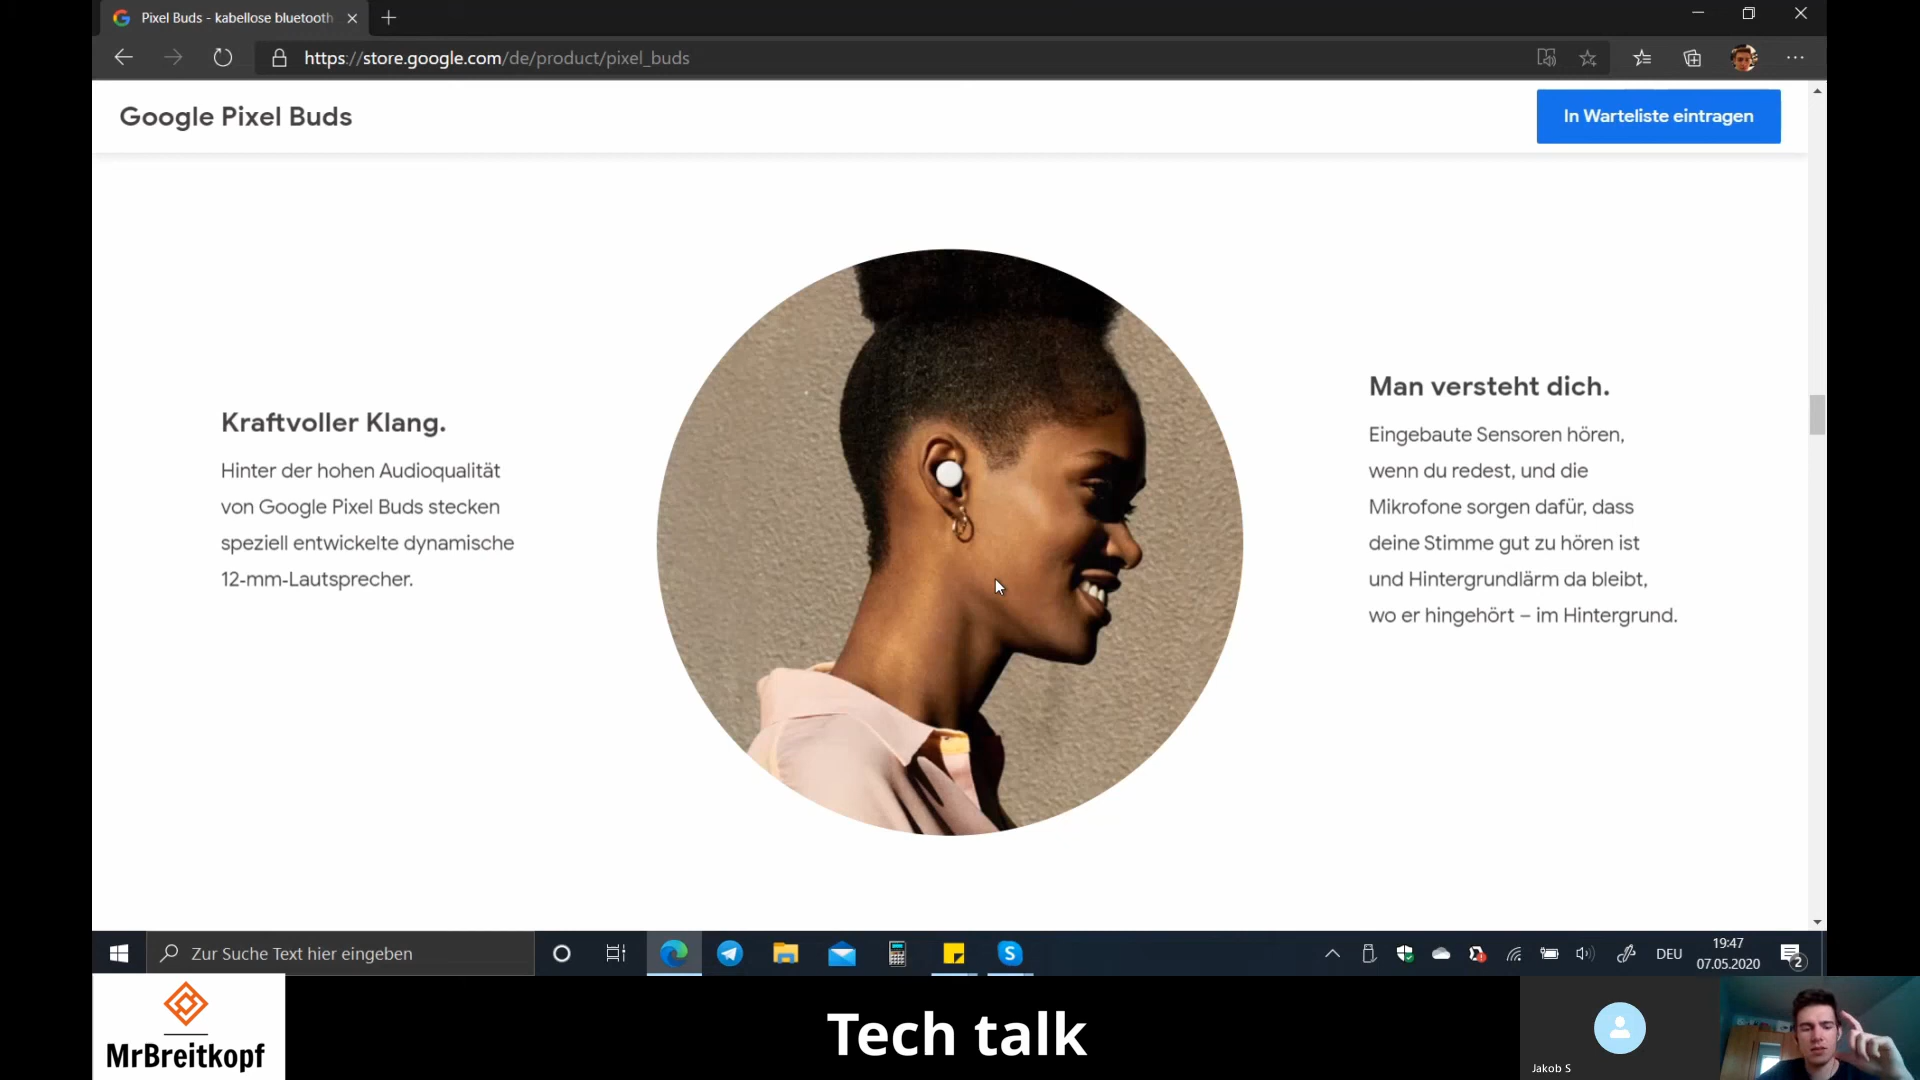 Pixel Buds - kabellose bluetooth
https://store.google.com/de/product/pixel_buds
Google Pixel Buds
In Warteliste eintragen
Kraftvoller Klang.
Hinter der hohen Audioqualität
von Google Pixel Buds stecken
speziell entwickelte dynamische
12-mm-Lautsprecher.
Man versteht dich.
Eingebaute Sensoren hören,
wenn du redest, und die
Mikrofone sorgen dafür, dass
deine Stimme gut zu hören ist
und Hintergrundlärm da bleibt,
wo er hingehört – im Hintergrund.
Zur Suche Text hier eingeben
DEU
19:47
07.05.2020
2
MrBreitkopf
Tech talk
Jakob S